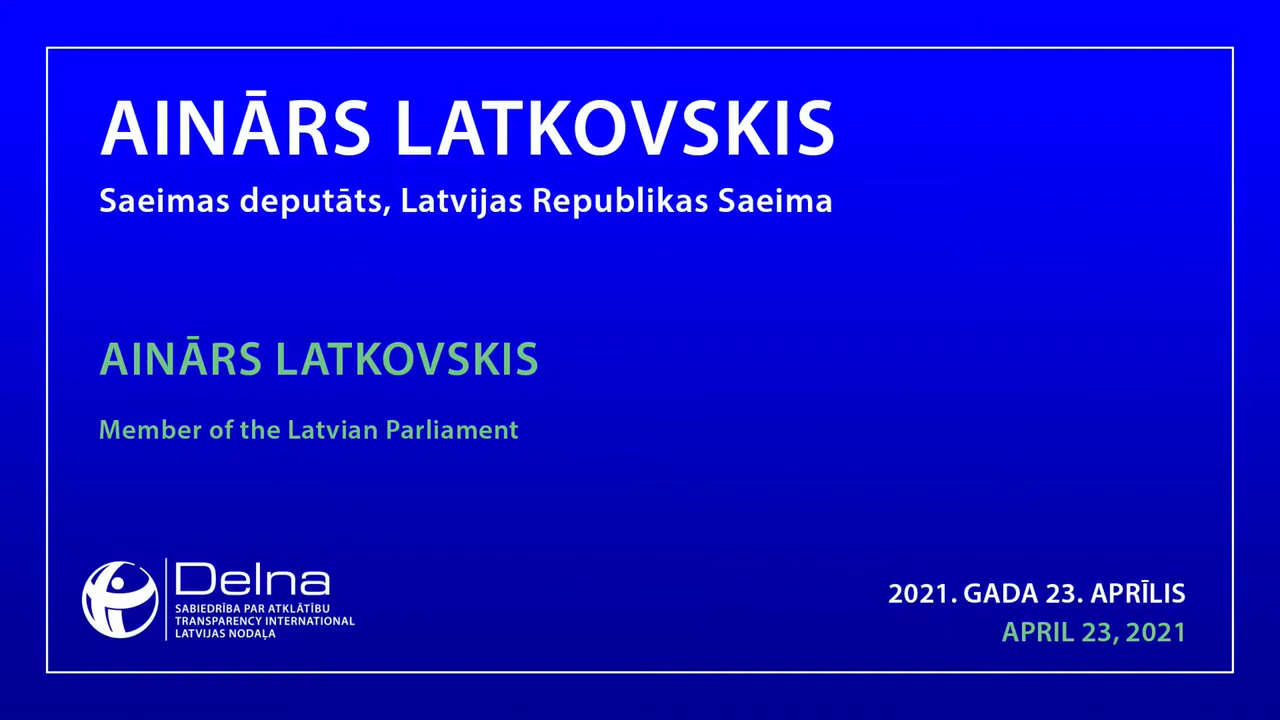 AINĀRS LATKOVSKIS
Saeimas deputāts, Latvijas Republikas Saeima
AINĀRS LATKOVSKIS
Member of the Latvian Parliament
Delna
SABIEDRĪBA PAR ATKLĀTĪBU
TRANSPARENCY INTERNATIONAL
LATVIJAS NODAĻA
2021. GADA 23. APRĪLIS
APRIL 23, 2021